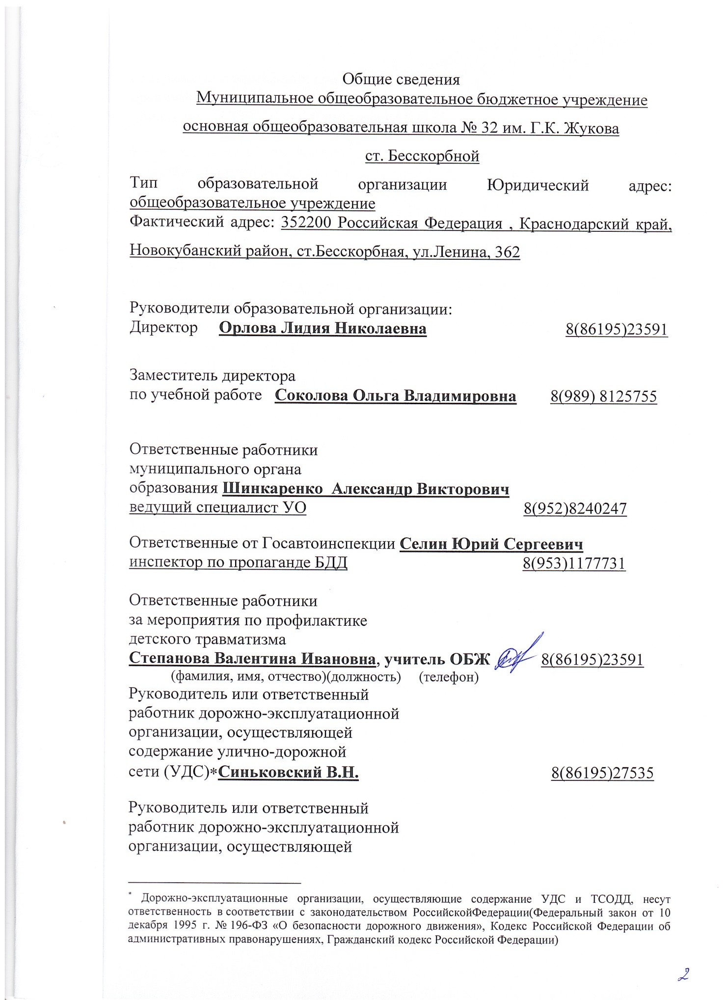 Общие сведения
Муниципальное общеобразовательное бюджетное учреждение
основная общеобразовательная школа № 32 им. Г.К. Жукова
ст. Бесскорбной
Тип образовательной организации Юридический адрес:
общеобразовательное учреждение
Фактический адрес: 352200 Российская Федерация , Краснодарский край,
Новокубанский район, ст.Бесскорбная, ул.Ленина, 362
Руководители образовательной организации:
Директор Орлова Лидия Николаевна 8(86195)23591
Заместитель директора
по учебной работе Соколова Ольга Владимировна 8(989) 8125755
Ответственные работники
муниципального органа
образования Шинкаренко Александр Викторович
ведущий специалист УО 8(952)8240247
Ответственные от Госавтоинспекции Селин Юрий Сергеевич
инспектор по пропаганде БДД 8(953)1177731
Ответственные работники
за мероприятия по профилактике
детского травматизма
Степанова Валентина Ивановна, учитель ОБЖ 8(86195)23591
(фамилия, имя, отчество)(должность) (телефон)
Руководитель или ответственный
работник дорожно-эксплуатационной
организации, осуществляющей
содержание улично-дорожной
сети (УДС)*Синьковский В.Н. 8(86195)27535
Руководитель или ответственный
работник дорожно-эксплуатационной
организации, осуществляющей
* Дорожно-эксплуатационные организации, осуществляющие содержание УДС и ТСОДД, несут
ответственность в соответствии с законодательством РоссийскойФедерации(Федеральный закон от 10
декабря 1995 г. № 196-ФЗ «О безопасности дорожного движения», Кодекс Российской Федерации об
административных правонарушениях, Гражданский кодекс Российской Федерации)
2